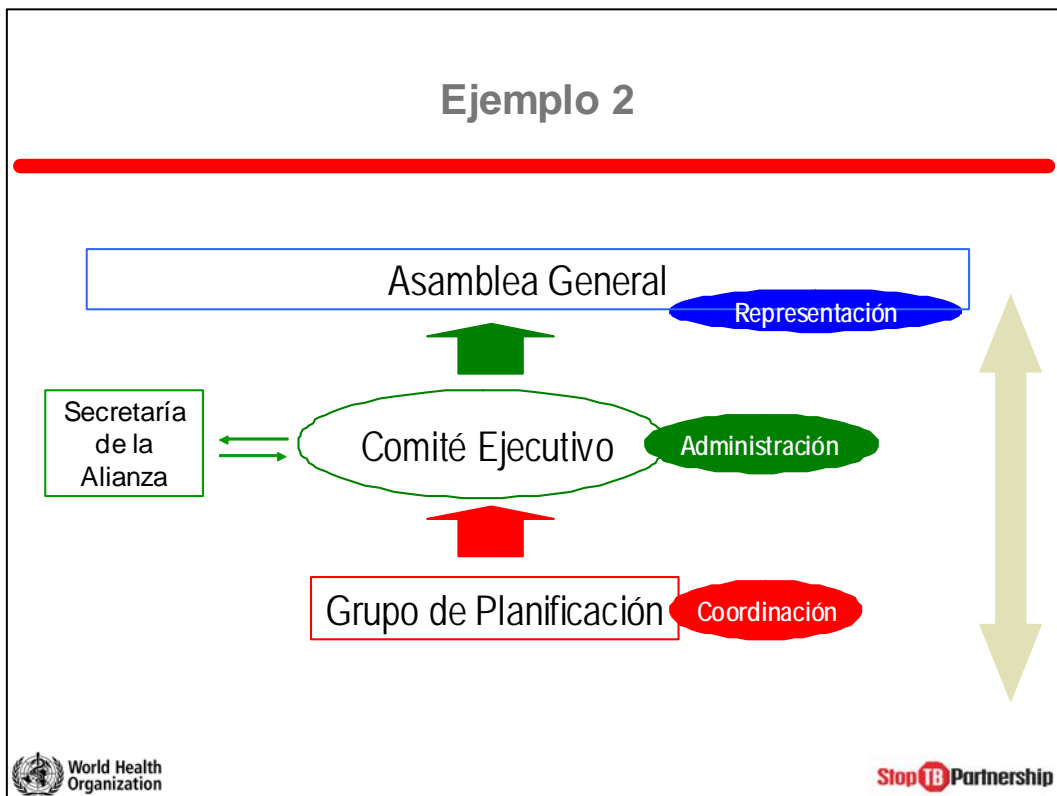 Ejemplo 2
Asamblea General
Representación
Secretaría
de la
Alianza
Comité Ejecutivo
Administración
Grupo de Planificación
Coordinación
World Health
Organization
Stop TB Partnership